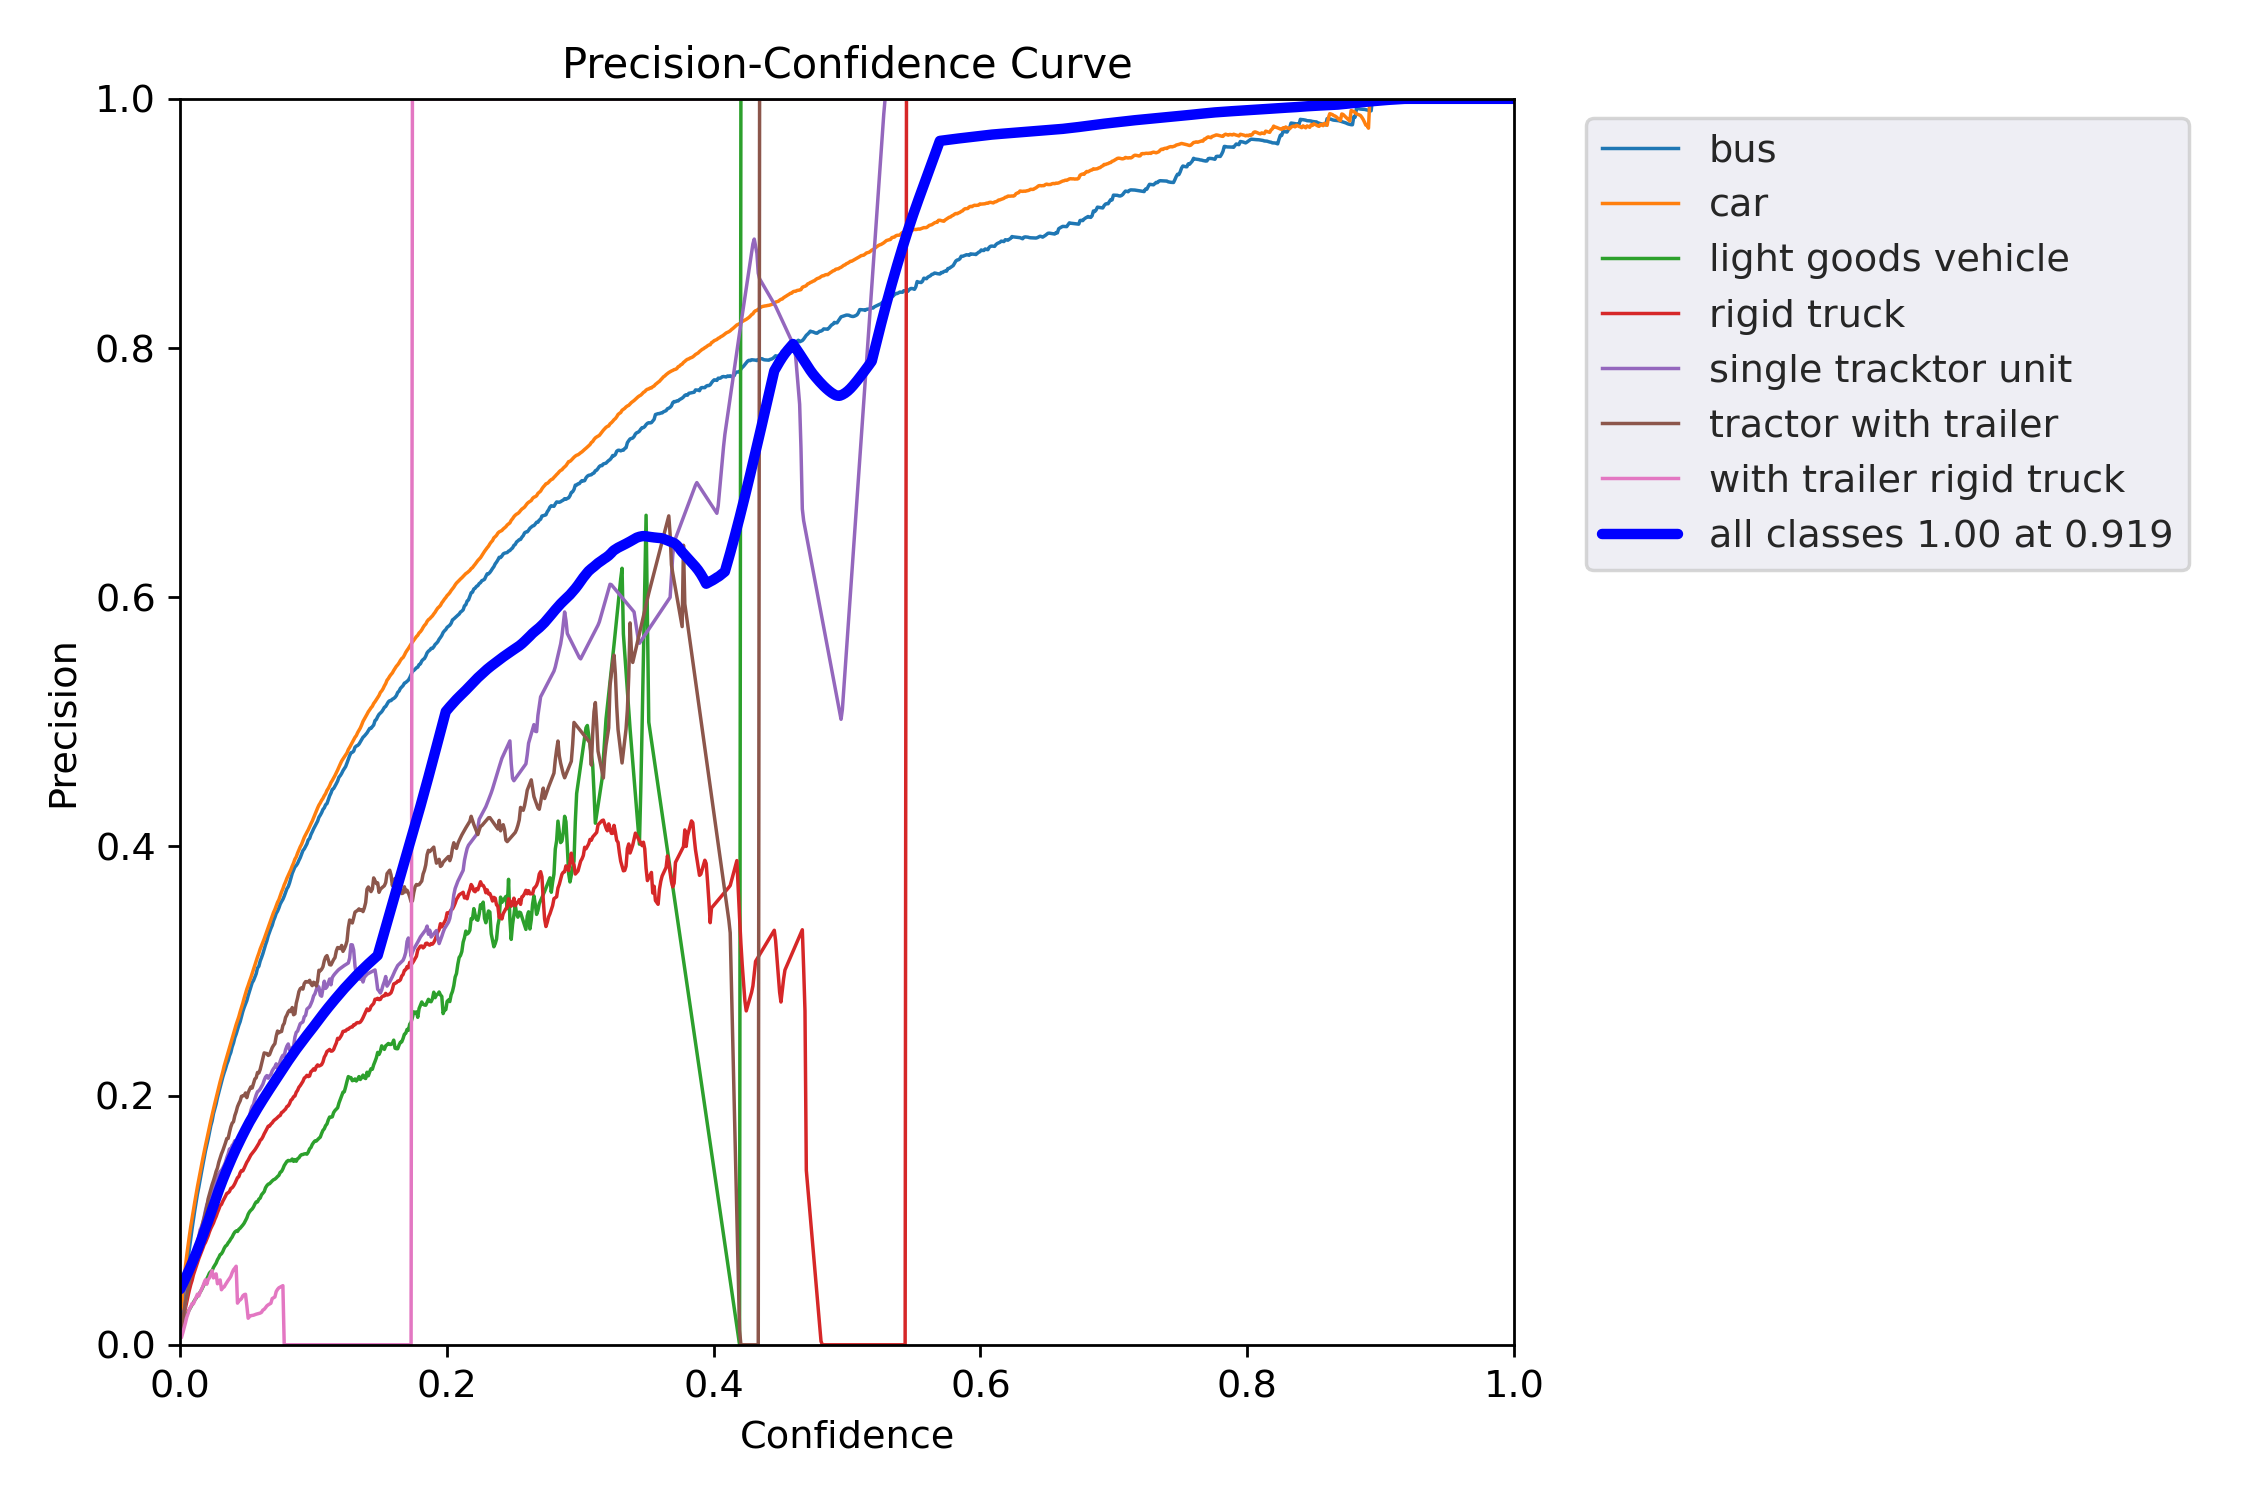 Precision-Confidence Curve
1.0
0.8
0.6
0.4
0.2
0.0
Precision
0.0 0.2 0.4 0.6 0.8 1.0
Confidence
bus
car
light goods vehicle
rigid truck
single tracktor unit
tractor with trailer
with trailer rigid truck
all classes 1.00 at 0.919